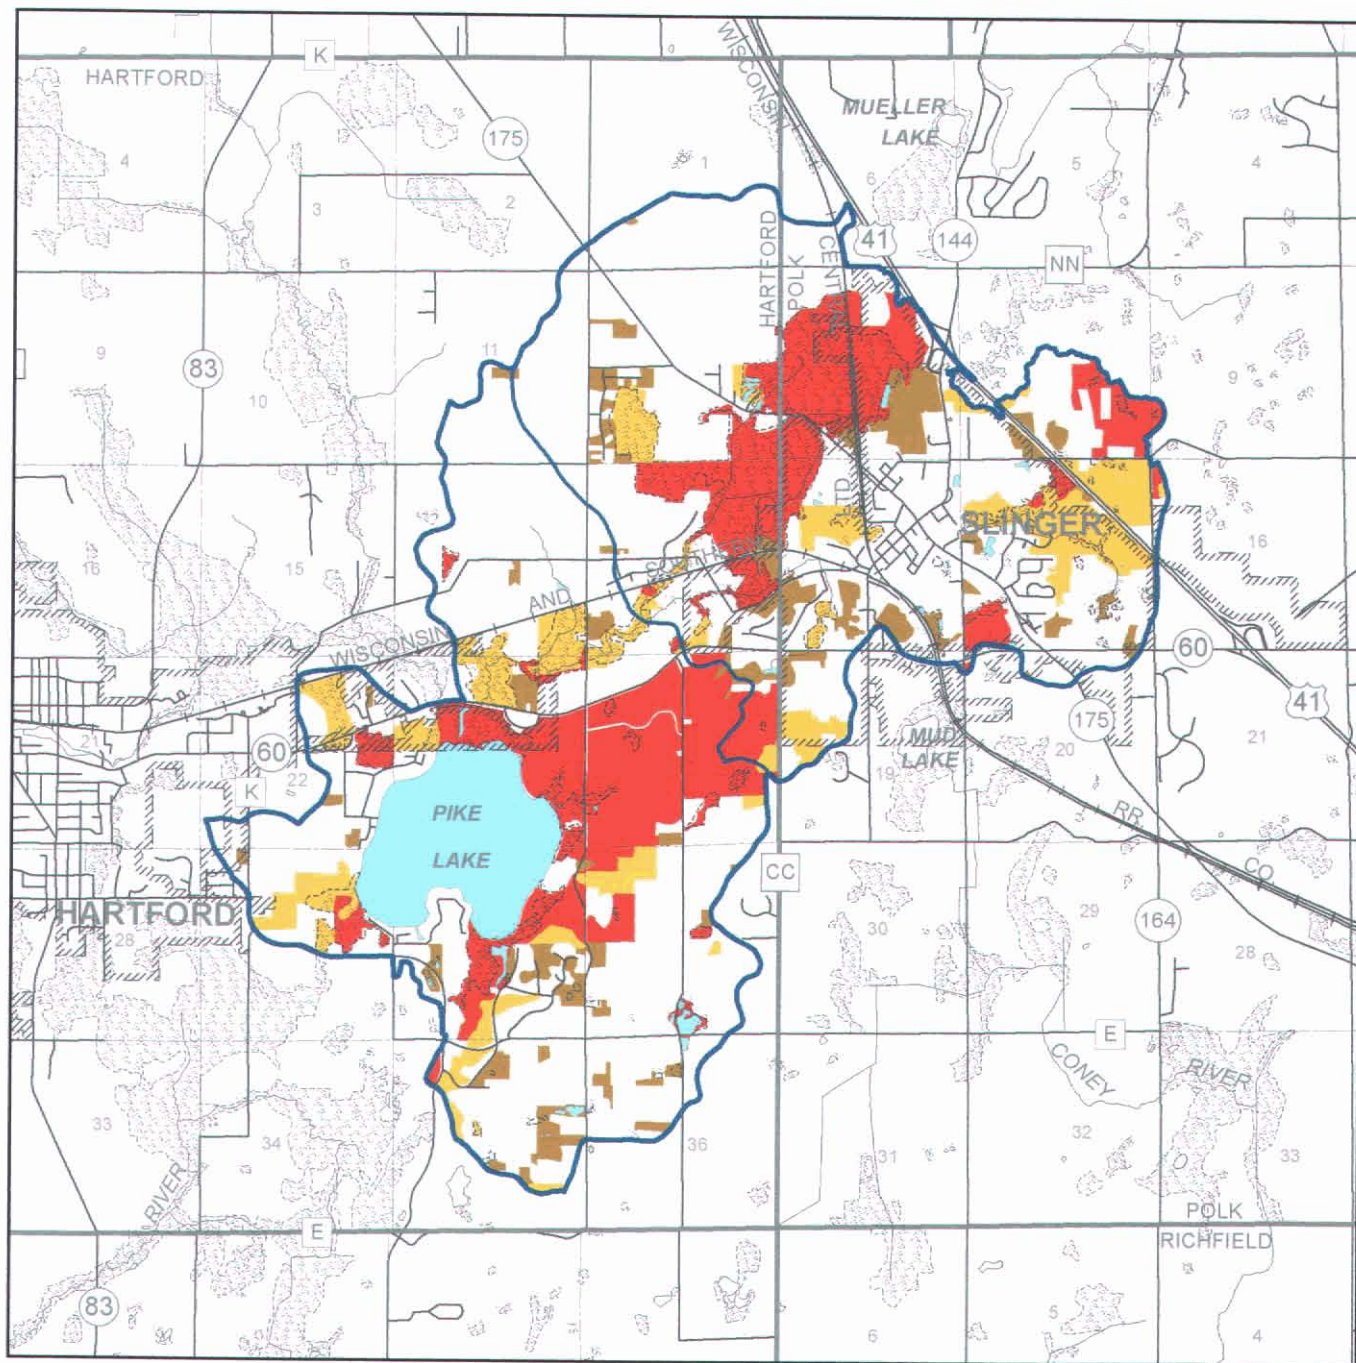 K
HARTFORD
WISCONSIN
MUELLER
LAKE
175
4
1
5
4
6
3
2
HARTFORD
POLK
CENTRAL
41
144
NN
9
11
83
10
9
LTD
SLINGER
16
16
15
SOUTHERN
AND
WISCONSIN
60
41
175
21
60
22
MUD
LAKE
20
21
19
K
PIKE
LAKE
RR
CO
CC
HARTFORD
28
30
29
164
28
E
CONEY
RIVER
33
34
RIVER
36
31
32
33
POLK
RICHFIELD
E
83
5
6
4